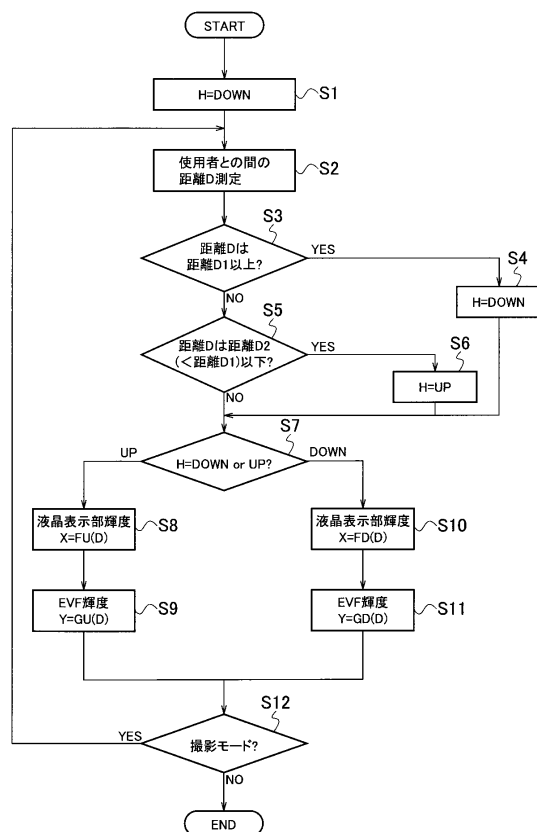 START
H=DOWN
S1
使用者との間の
距離D測定
S2
S3
距離Dは
距離D1以上?
YES
NO
S4
H=DOWN
S5
距離Dは距離D2
(<距離D1)以下?
YES
NO
S6
H=UP
S7
UP
H=DOWN or UP?
DOWN
液晶表示部輝度
X=FU(D)
S8
液晶表示部輝度
X=FD(D)
S10
EVF輝度
Y=GU(D)
S9
EVF輝度
Y=GD(D)
S11
S12
YES
撮影モード?
NO
END